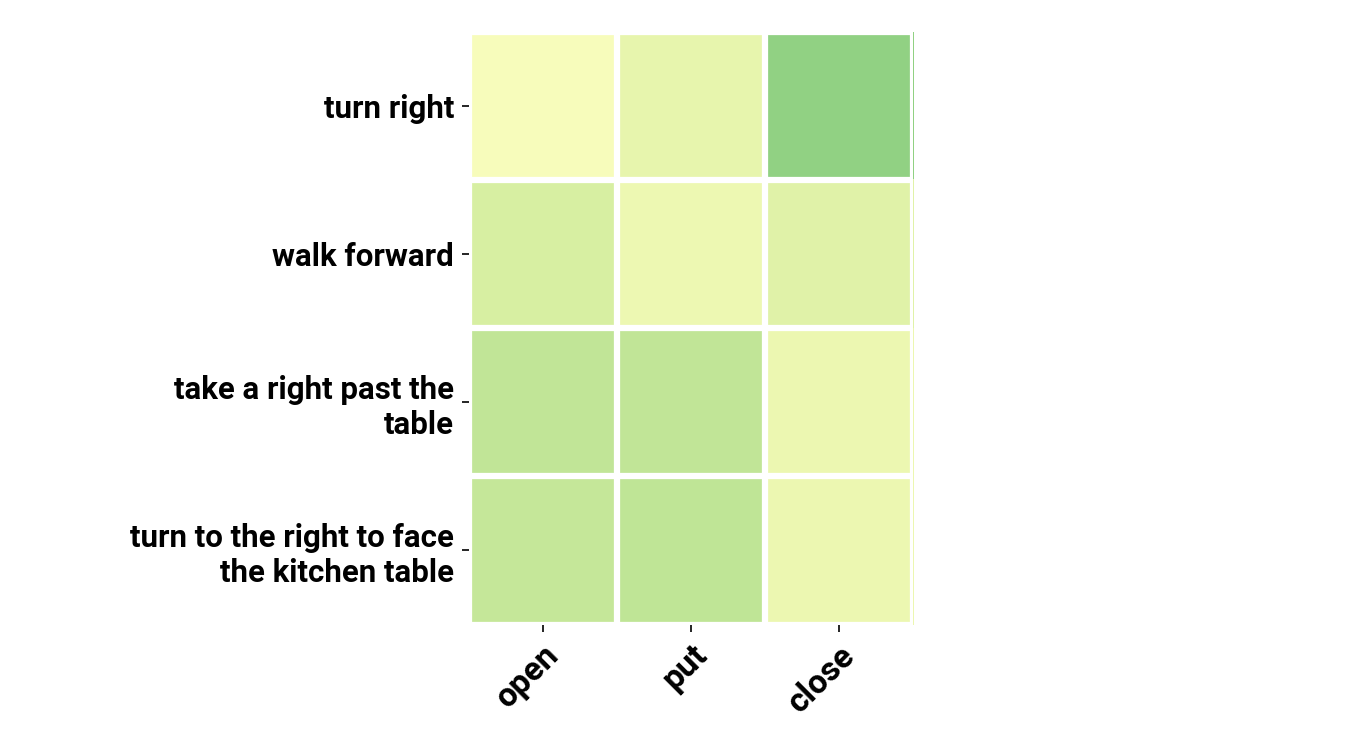 turn right
walk forward
take a right past the
table
turn to the right to face
the kitchen table
open
put
close